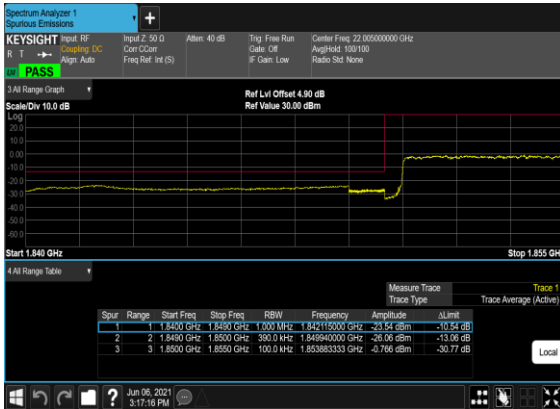 Spectrum Analyzer 1
Spurious Emissions
+
KEYSIGHT Input: RF Input Z: 50 Ω Atten: 40 dB Trig: Free Run Center Freq: 22.005000000 GHz
R T Coupling: DC Corr CCorr Gate: Off Avg|Hold: 100/100
Align: Auto Freq Ref: Int (S) IF Gain: Low Radio Std: None
LNI PASS
3 All Range Graph Ref Lvl Offset 4.90 dB
Scale/Div 10.0 dB Ref Value 30.00 dBm
Log
20.0
10.0
0.00
-10.0
-20.0
-30.0
-40.0
-50.0
-60.0
Start 1.840 GHz Stop 1.855 GH
4 All Range Table
Measure Trace Trace 1
Trace Type Trace Average (Active)
Spur Range Start Freq Stop Freq RBW Frequency Amplitude ΔLimit
1 1 1.8400 GHz 1.8490 GHz 1.000 MHz 1.842115000 GHz -23.54 dBm -10.54 dB
2 2 1.8490 GHz 1.8500 GHz 390.0 kHz 1.849940000 GHz -26.06 dBm -13.06 dB
3 3 1.8500 GHz 1.8550 GHz 100.0 kHz 1.853883333 GHz -0.766 dBm -30.77 dB
Local
? Jun 06, 2021
3:17:16 PM